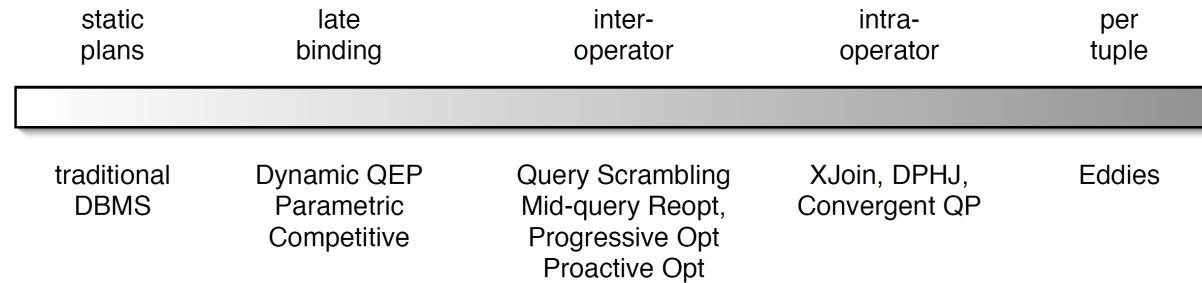 static
plans
late
binding
inter-
operator
intra-
operator
per
tuple
traditional
DBMS
Dynamic QEP
Parametric
Competitive
Query Scrambling
Mid-query Reopt,
Progressive Opt
Proactive Opt
XJoin, DPHJ,
Convergent QP
Eddies